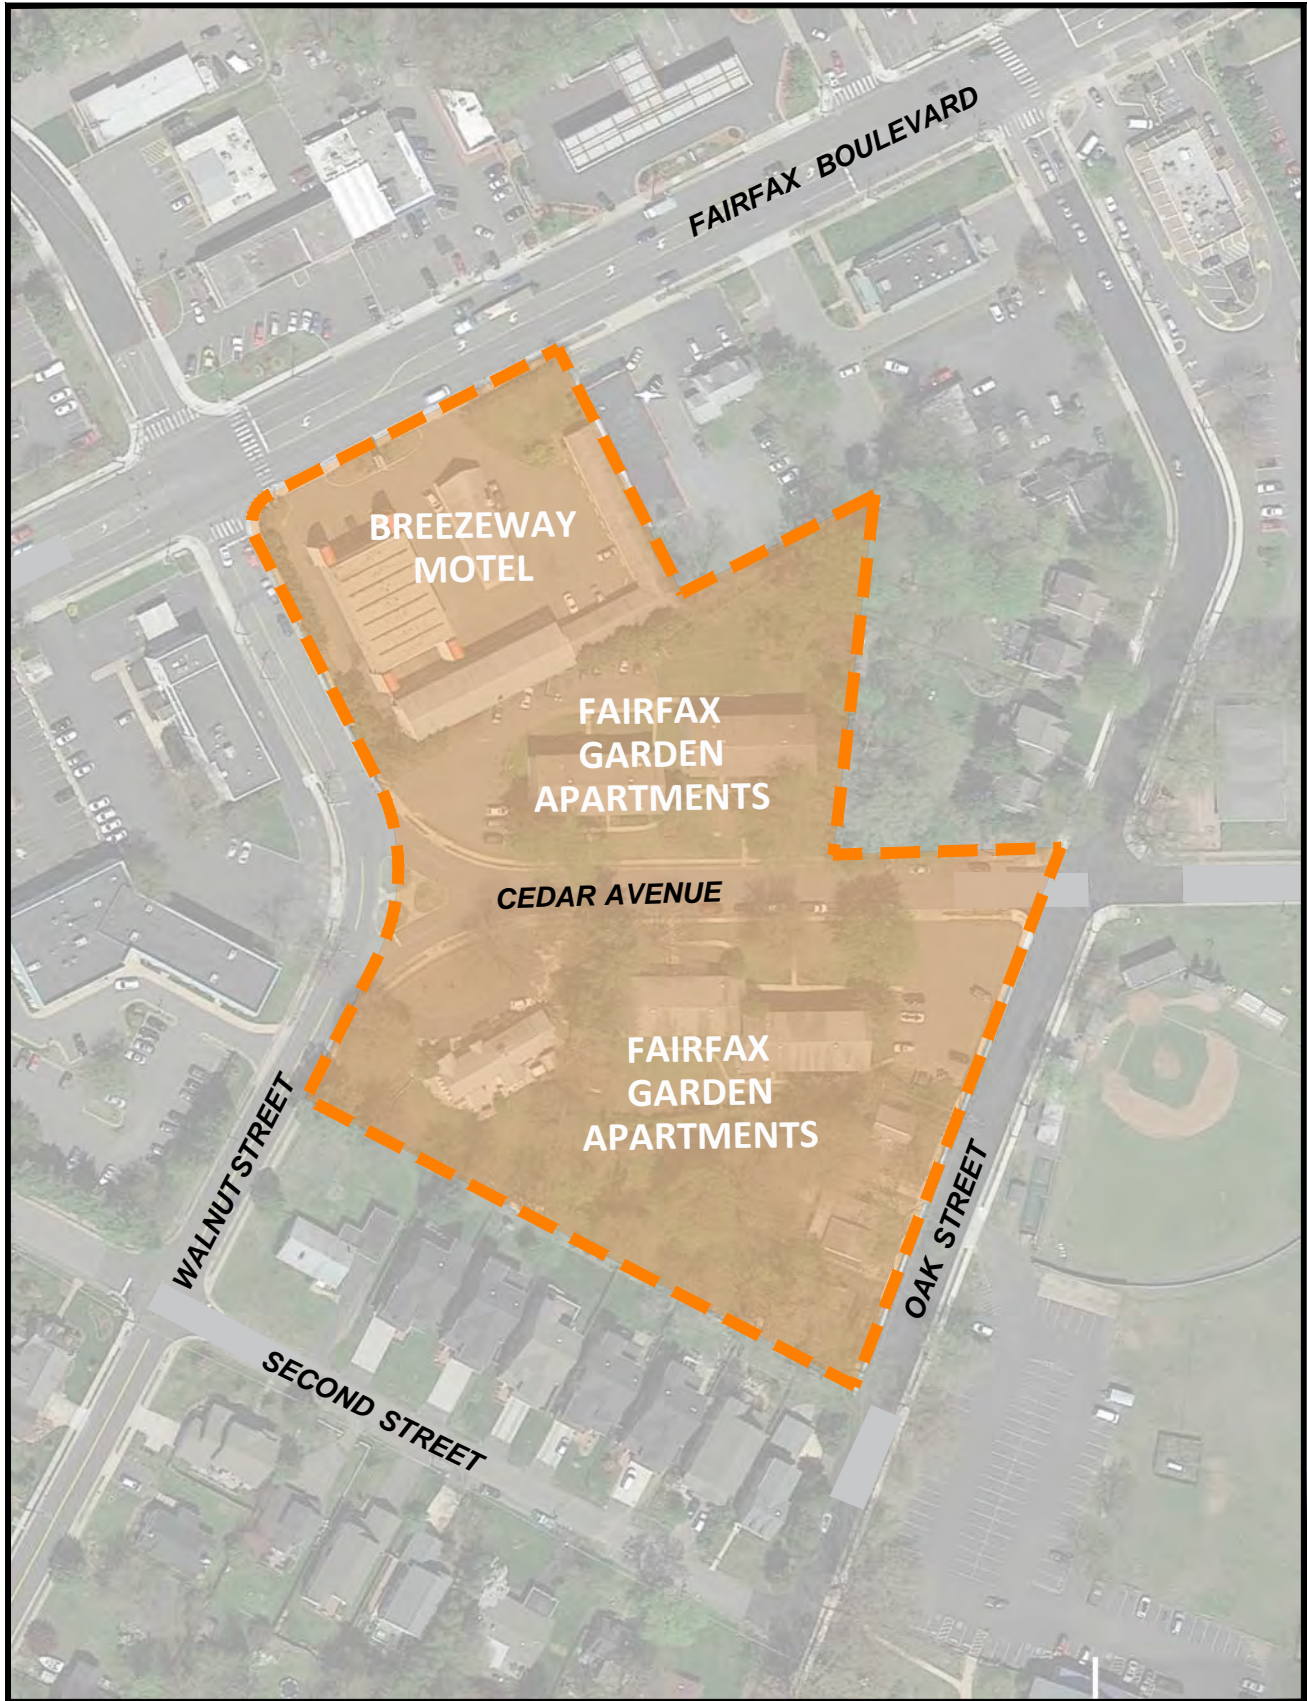 FAIRFAX BOULEVARD
BREEZEWAY
MOTEL
FAIRFAX
GARDEN
APARTMENTS
CEDAR AVENUE
FAIRFAX
GARDEN
APARTMENTS
WALNUT STREET
OAK STREET
SECOND STREET